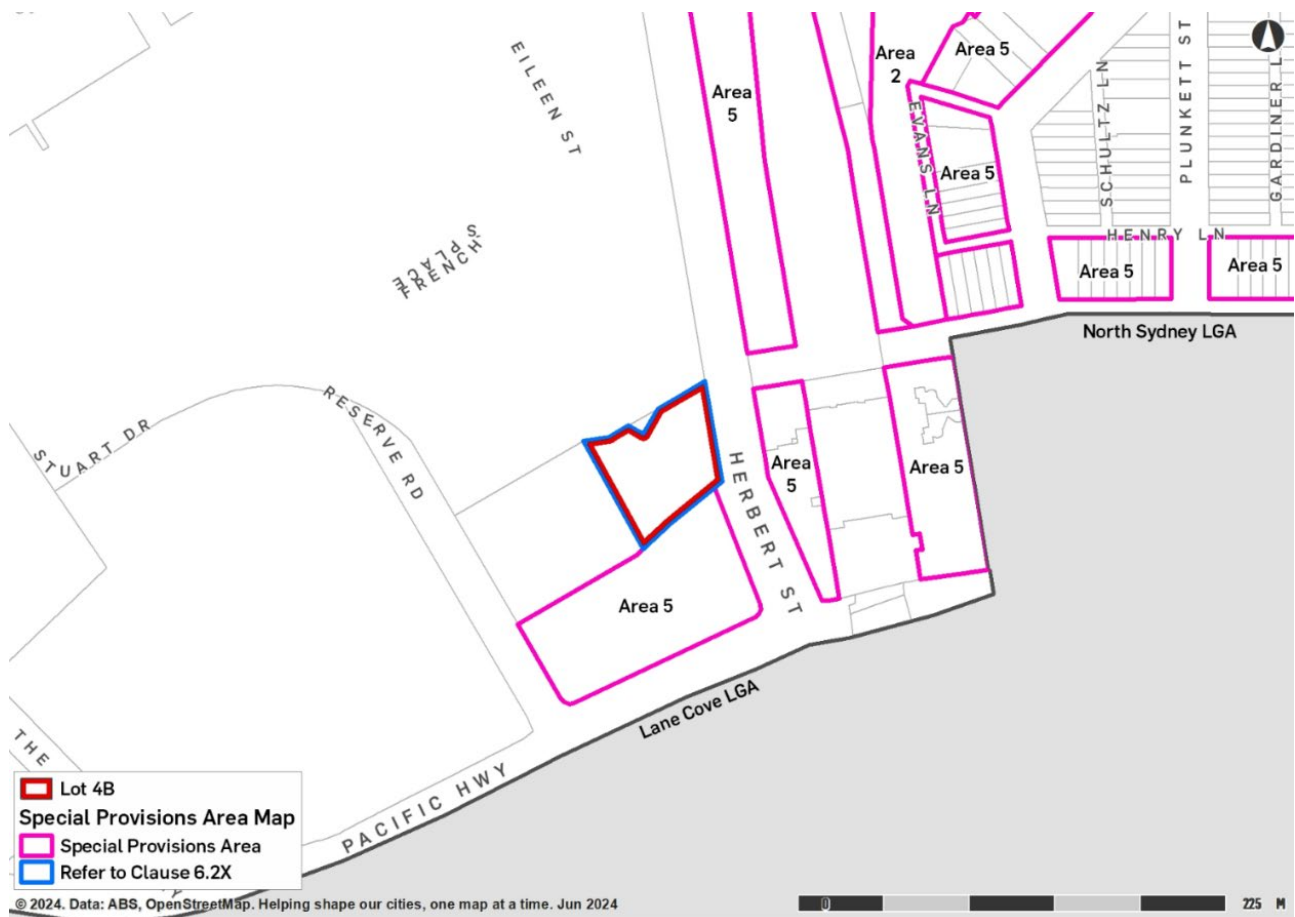 EILEEN ST
Area
5
Area
2
Area 5
EVANS LN
Area 5
SCHULTZ LN
PLUNKETT ST
GARDINER L
HENRY LN
Area 5
Area 5
North Sydney LGA
FRENCH
S PLACE
STUART DR
RESERVE RD
HERBERT ST
Area
5
Area 5
Area 5
Lane Cove LGA
THE
PACIFIC HWY
Lot 4B
Special Provisions Area Map
Special Provisions Area
Refer to Clause 6.2X
© 2024. Data: ABS, OpenStreetMap. Helping shape our cities, one map at a time. Jun 2024
0
225 M